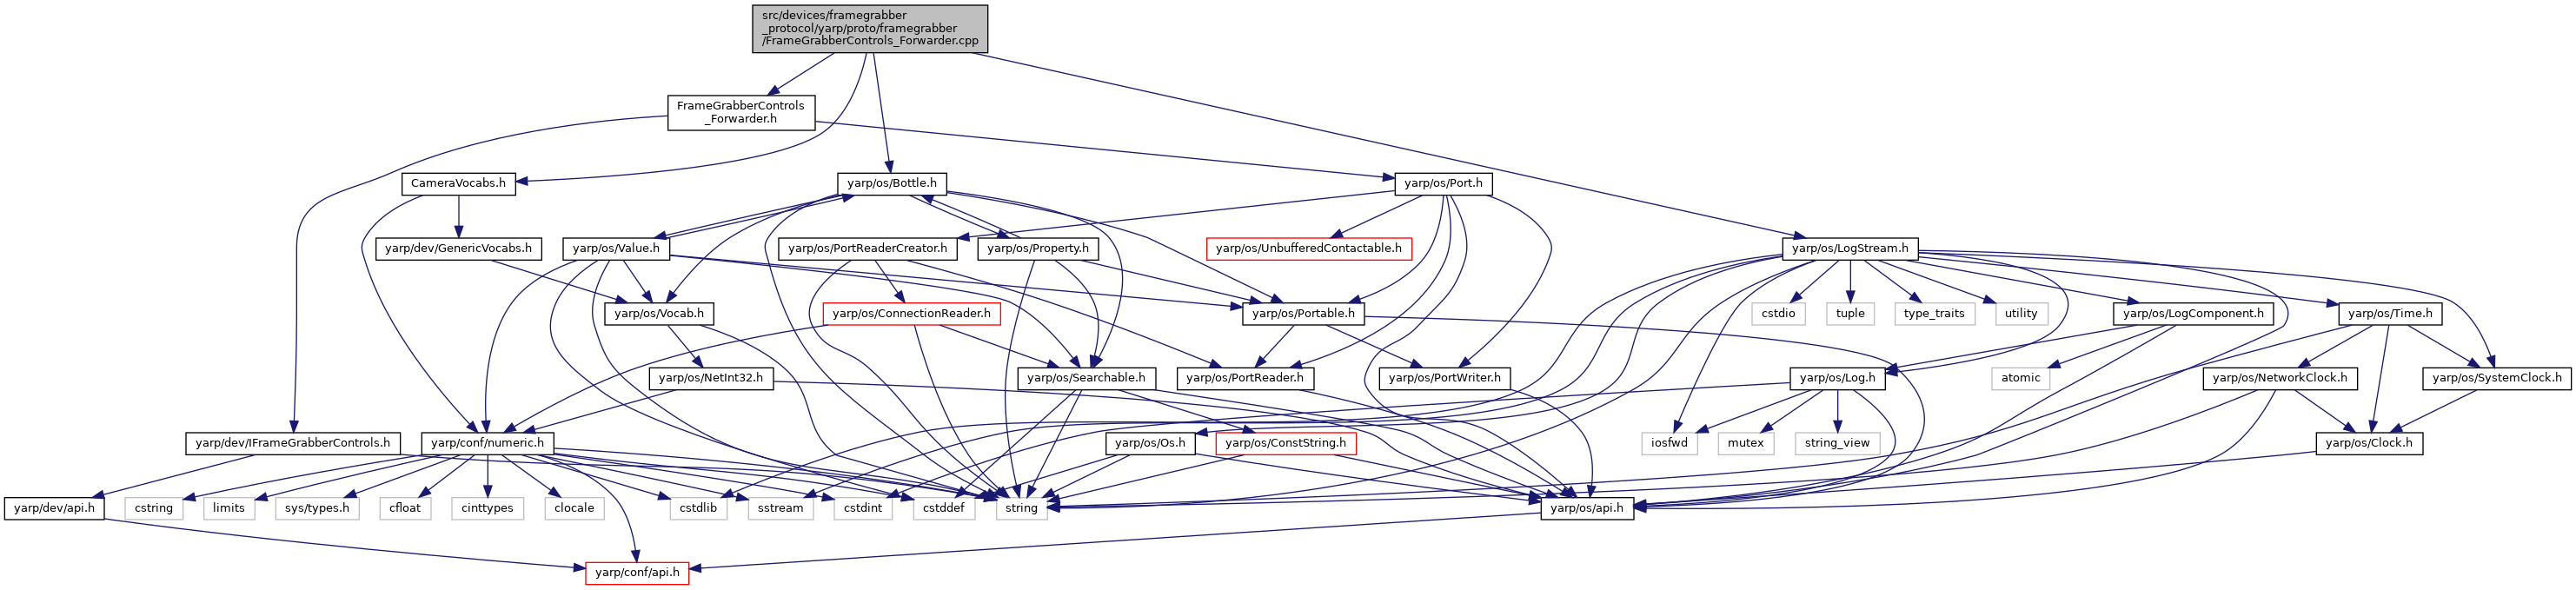 src/devices/framegrabber
_protocol/yarp/proto/framegrabber
/FrameGrabberControls_Forwarder.cpp
FrameGrabberControls
_Forwarder.h
CameraVocabs.h
yarp/os/Bottle.h
yarp/os/Port.h
yarp/dev/GenericVocabs.h
yarp/os/Value.h
yarp/os/PortReaderCreator.h
yarp/os/Property.h
yarp/os/UnbufferedContactable.h
yarp/os/LogStream.h
yarp/os/Vocab.h
yarp/os/ConnectionReader.h
yarp/os/Portable.h
cstdio
tuple
type_traits
utility
yarp/os/LogComponent.h
yarp/os/Time.h
yarp/os/NetInt32.h
yarp/os/Searchable.h
yarp/os/PortReader.h
yarp/os/PortWriter.h
yarp/os/Log.h
atomic
yarp/os/NetworkClock.h
yarp/os/SystemClock.h
yarp/dev/IFrameGrabberControls.h
yarp/conf/numeric.h
yarp/os/Os.h
yarp/os/ConstString.h
iosfwd
mutex
string_view
yarp/os/Clock.h
yarp/dev/api.h
cstring
limits
sys/types.h
cfloat
cinttypes
clocale
cstdlib
sstream
cstdint
cstddef
string
yarp/os/api.h
yarp/conf/api.h